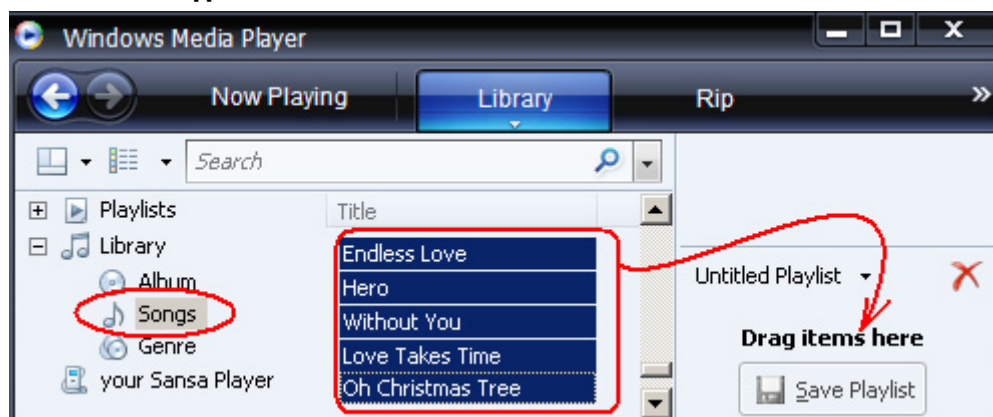 Windows Media Player
Now Playing Library Rip »
Search
Playlists
Library
Album
Songs
Genre
your Sansa Player
Title
Endless Love
Hero
Without You
Love Takes Time
Oh Christmas Tree
Untitled Playlist
Drag items here
Save Playlist